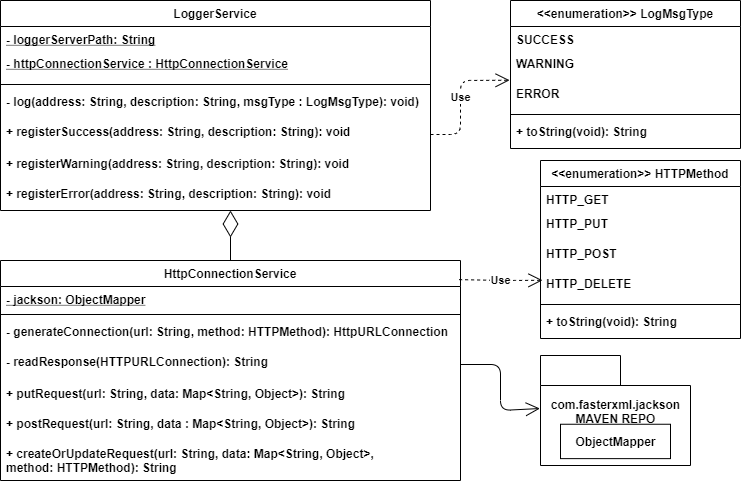 LoggerService
- loggerServerPath: String
- httpConnectionService : HttpConnectionService
- log(address: String, description: String, msgType : LogMsgType): void)
+ registerSuccess(address: String, description: String): void
+ registerWarning(address: String, description: String): void
+ registerError(address: String, description: String): void
Use
<<enumeration>> LogMsgType
SUCCESS
WARNING
ERROR
+ toString(void): String
<<enumeration>> HTTPMethod
HTTP_GET
HTTP_PUT
HTTP_POST
HTTP_DELETE
+ toString(void): String
HttpConnectionService
- jackson: ObjectMapper
- generateConnection(url: String, method: HTTPMethod): HttpURLConnection
- readResponse(HTTPURLConnection): String
+ putRequest(url: String, data: Map<String, Object>): String
+ postRequest(url: String, data : Map<String, Object>): String
+ createOrUpdateRequest(url: String, data: Map<String, Object>,
method: HTTPMethod): String
Use
com.fasterxml.jackson
MAVEN REPO
ObjectMapper